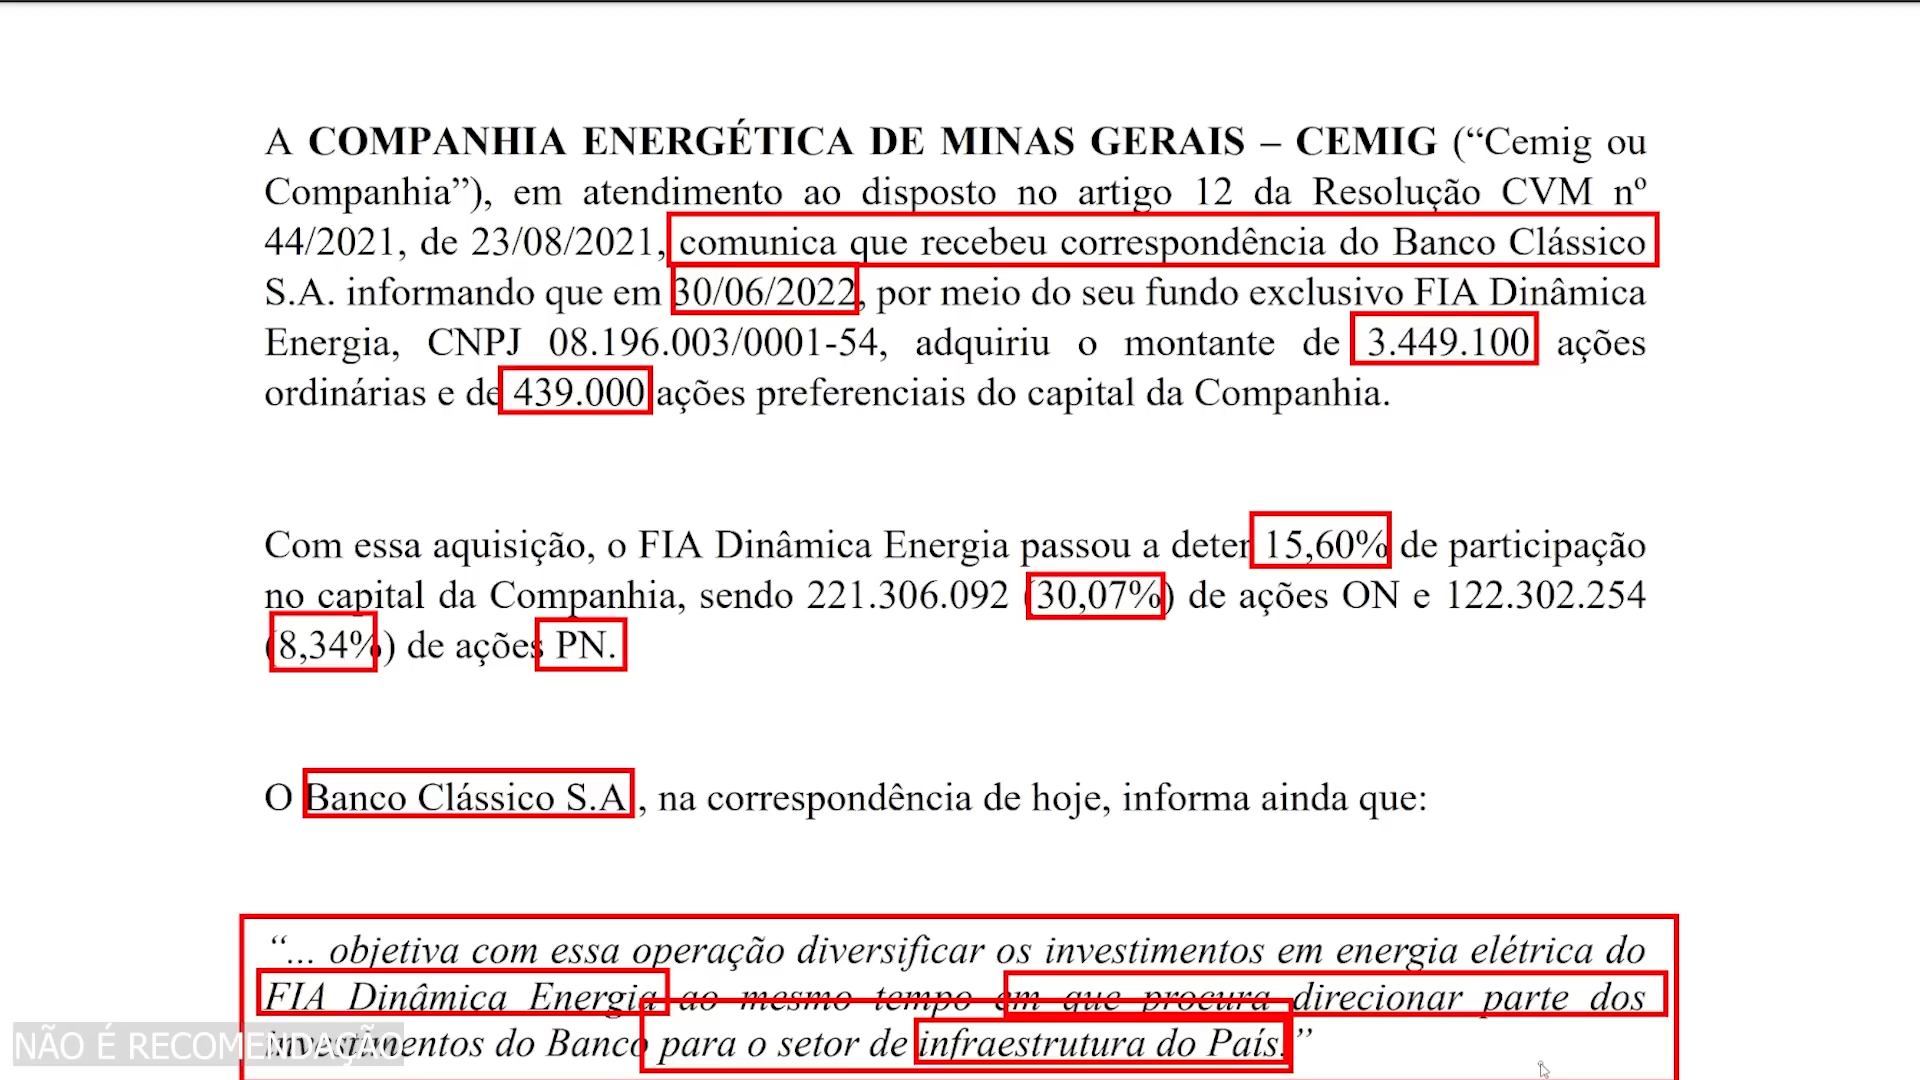 A COMPANHIA ENERGÉTICA DE MINAS GERAIS – CEMIG (“Cemig ou
Companhia”), em atendimento ao disposto no artigo 12 da Resolução CVM nº
44/2021, de 23/08/2021, comunica que recebeu correspondência do Banco Clássico
S.A. informando que em 30/06/2022, por meio do seu fundo exclusivo FIA Dinâmica
Energia, CNPJ 08.196.003/0001-54, adquiriu o montante de 3.449.100 ações
ordinárias e de 439.000 ações preferenciais do capital da Companhia.
Com essa aquisição, o FIA Dinâmica Energia passou a deter 15,60% de participação
no capital da Companhia, sendo 221.306.092 (30,07%) de ações ON e 122.302.254
(8,34%) de ações PN.
O Banco Clássico S.A., na correspondência de hoje, informa ainda que:
“... objetiva com essa operação diversificar os investimentos em energia elétrica do
FIA Dinâmica Energia ao mesmo tempo em que procura direcionar parte dos
investimentos do Banco para o setor de infraestrutura do País.”
NÃO É RECOMENDAÇÃO